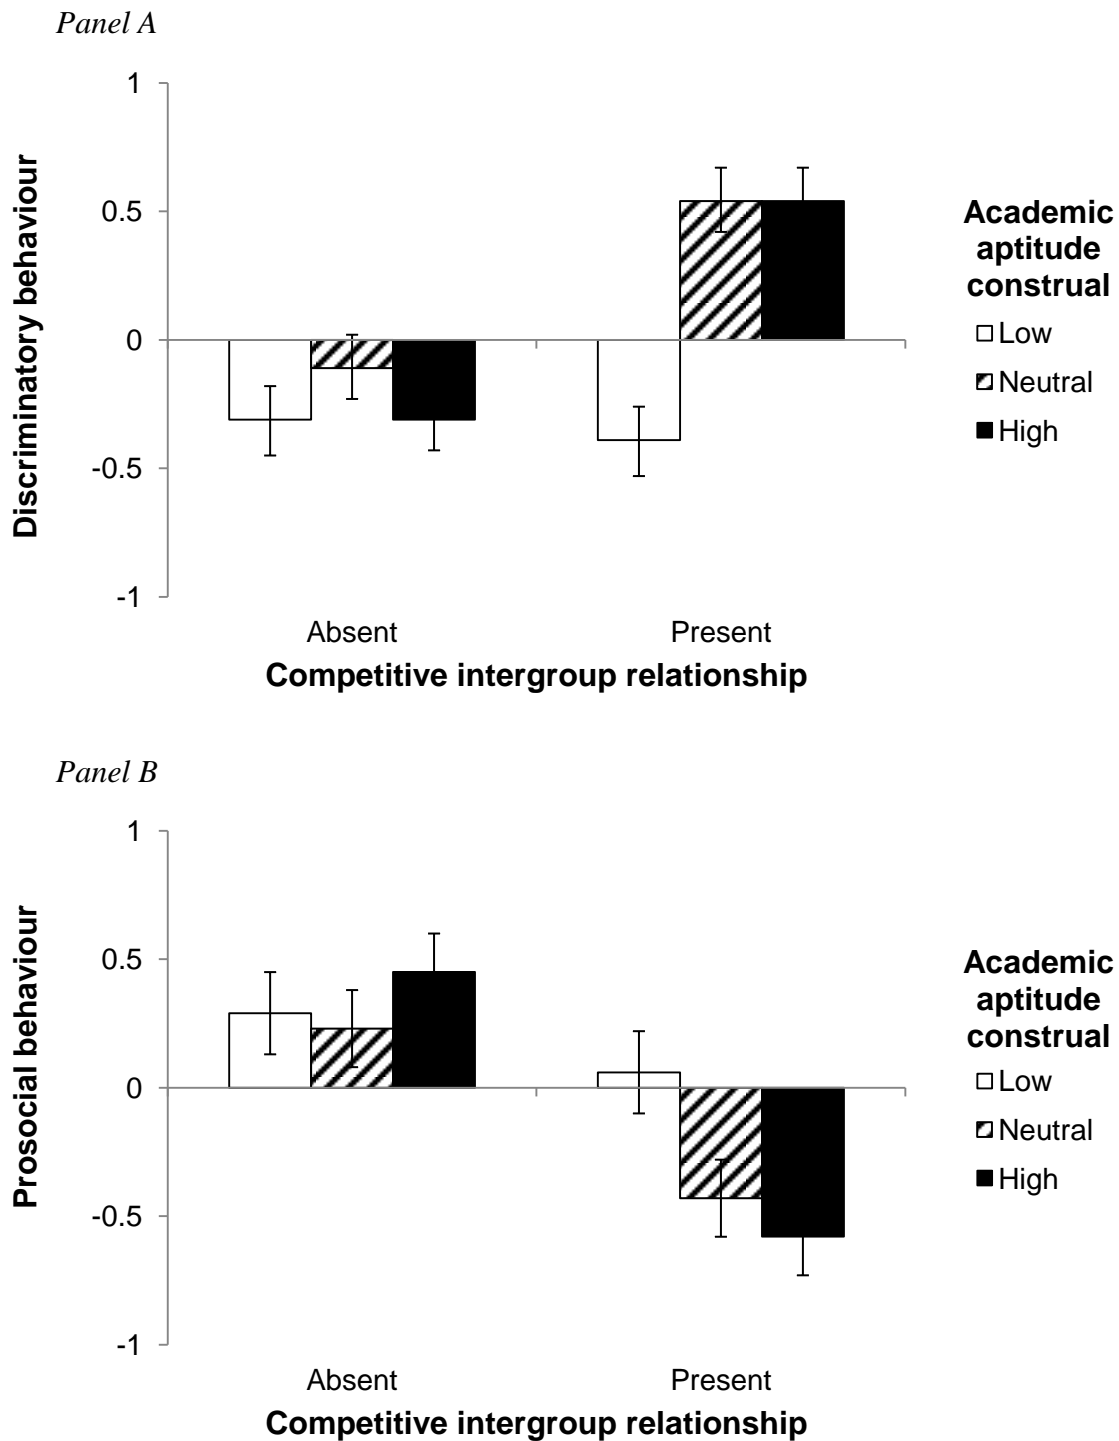 Panel A
1
0.5
0
-0.5
-1
Discriminatory behaviour
Absent
Present
Competitive intergroup relationship
Academic
aptitude
construal
Low
Neutral
High
Panel B
1
0.5
0
-0.5
-1
Prosocial behaviour
Absent
Present
Competitive intergroup relationship
Academic
aptitude
construal
Low
Neutral
High